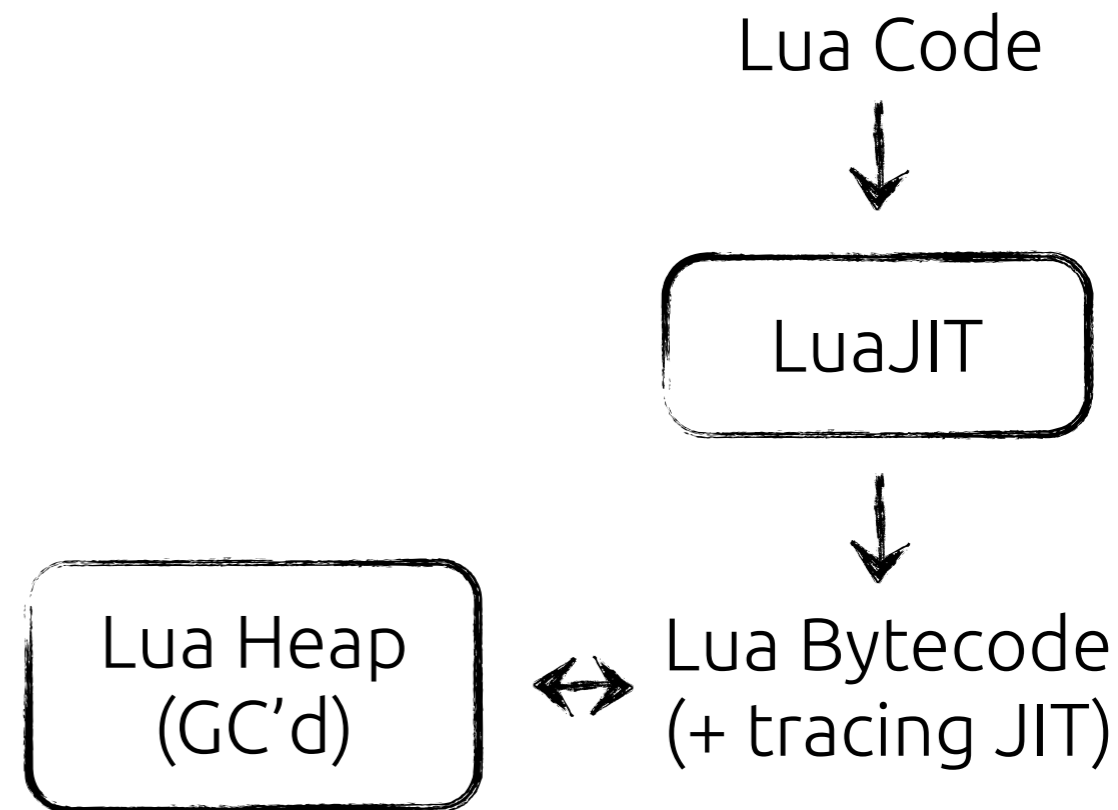 Lua Code
LuaJIT
Lua Heap
(GC’d)
Lua Bytecode
(+ tracing JIT)